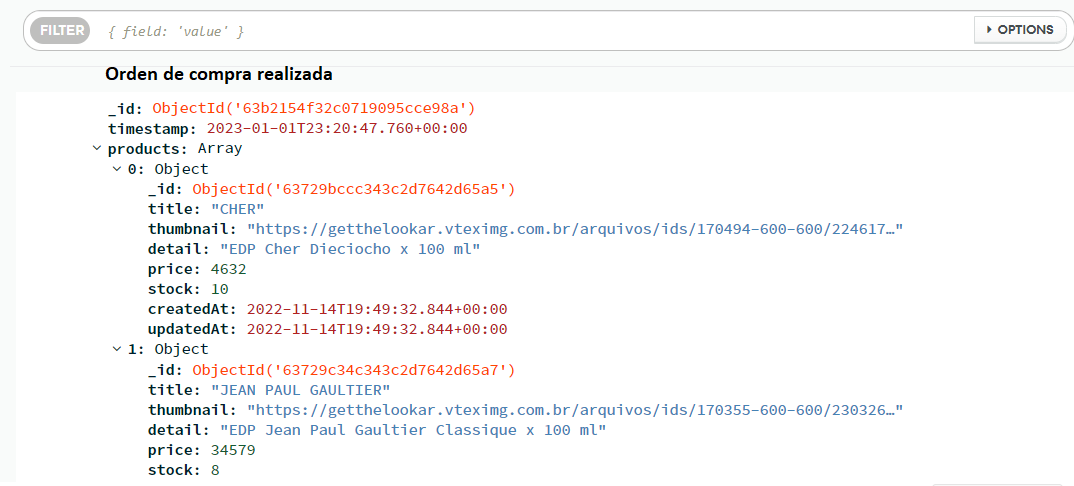 FILTER { field: 'value' } OPTIONS
Orden de compra realizada
_id: ObjectId('63b2154f32c0719095cce98a')
timestamp: 2023-01-01T23:20:47.760+00:00
products: Array
0: Object
_id: ObjectId('63729bccc343c2d7642d65a5')
title: "CHER"
thumbnail: "https://getthelookar.vteximg.com.br/arquivos/ids/170494-600-600/224617…"
detail: "EDP Cher Dieciocho x 100 ml"
price: 4632
stock: 10
createdAt: 2022-11-14T19:49:32.844+00:00
updatedAt: 2022-11-14T19:49:32.844+00:00
1: Object
_id: ObjectId('63729c34c343c2d7642d65a7')
title: "JEAN PAUL GAULTIER"
thumbnail: "https://getthelookar.vteximg.com.br/arquivos/ids/170355-600-600/230326…"
detail: "EDP Jean Paul Gaultier Classique x 100 ml"
price: 34579
stock: 8